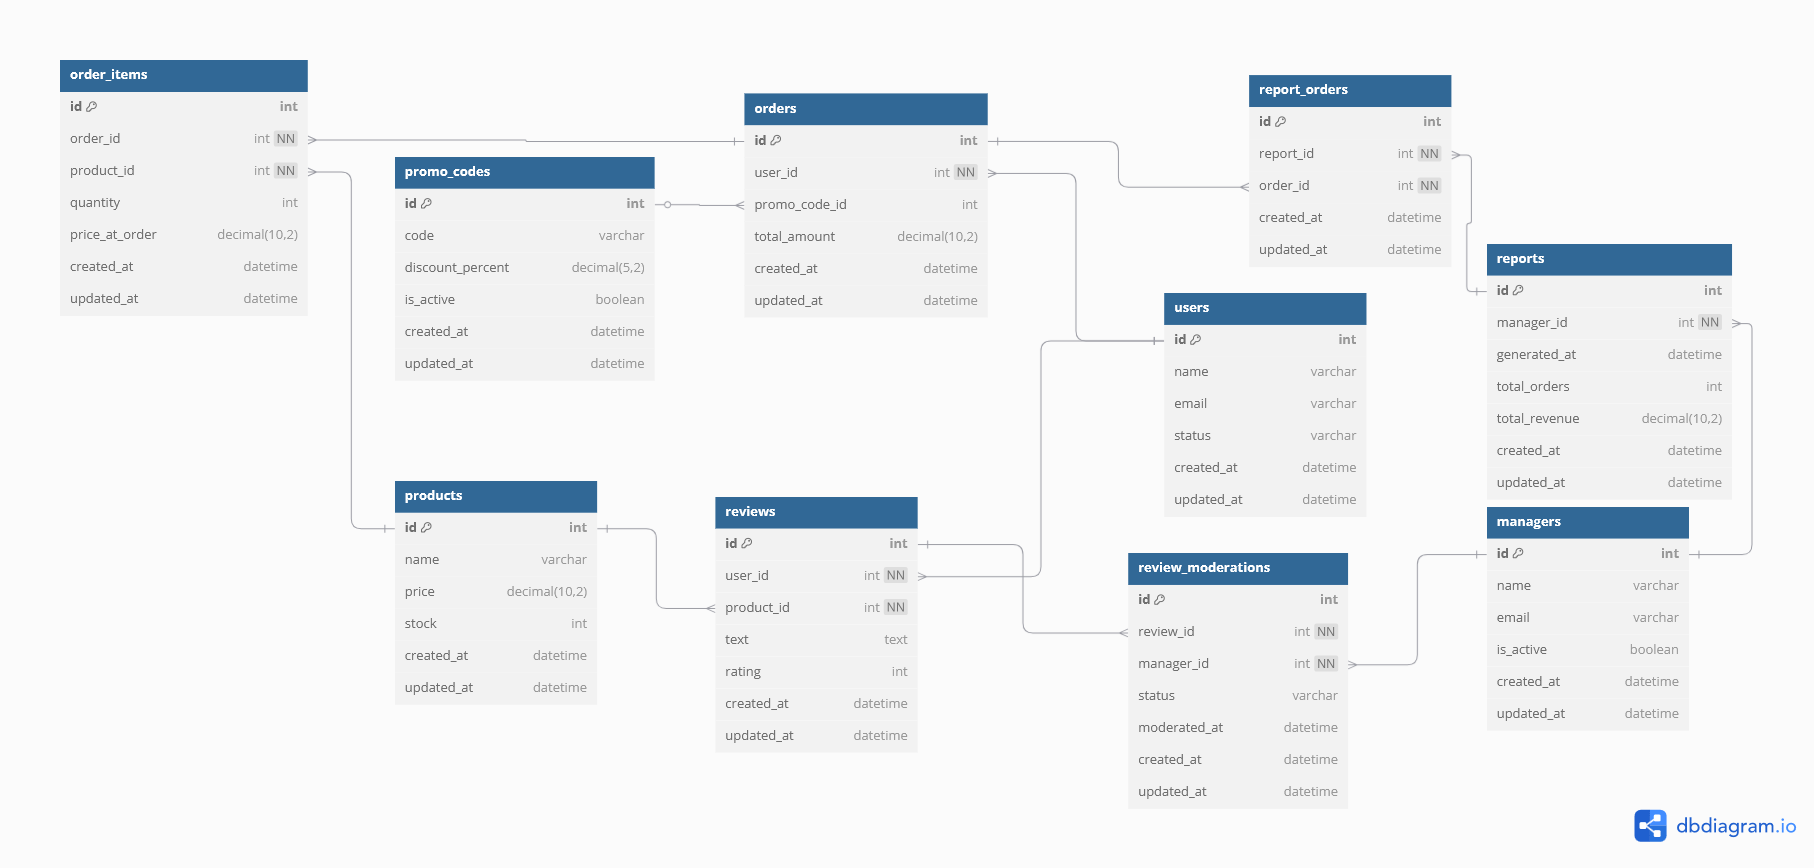 order_items
id int
order_id int NN
product_id int NN
quantity int
price_at_order decimal(10,2)
created_at datetime
updated_at datetime
promo_codes
id int
code varchar
discount_percent decimal(5,2)
is_active boolean
created_at datetime
updated_at datetime
orders
id int
user_id int NN
promo_code_id int
total_amount decimal(10,2)
created_at datetime
updated_at datetime
report_orders
id int
report_id int NN
order_id int NN
created_at datetime
updated_at datetime
reports
id int
manager_id int NN
generated_at datetime
total_orders int
total_revenue decimal(10,2)
created_at datetime
updated_at datetime
users
id int
name varchar
email varchar
status varchar
created_at datetime
updated_at datetime
products
id int
name varchar
price decimal(10,2)
stock int
created_at datetime
updated_at datetime
reviews
id int
user_id int NN
product_id int NN
text text
rating int
created_at datetime
updated_at datetime
review_moderations
id int
review_id int NN
manager_id int NN
status varchar
moderated_at datetime
created_at datetime
updated_at datetime
managers
id int
name varchar
email varchar
is_active boolean
created_at datetime
updated_at datetime
dbdiagram.io